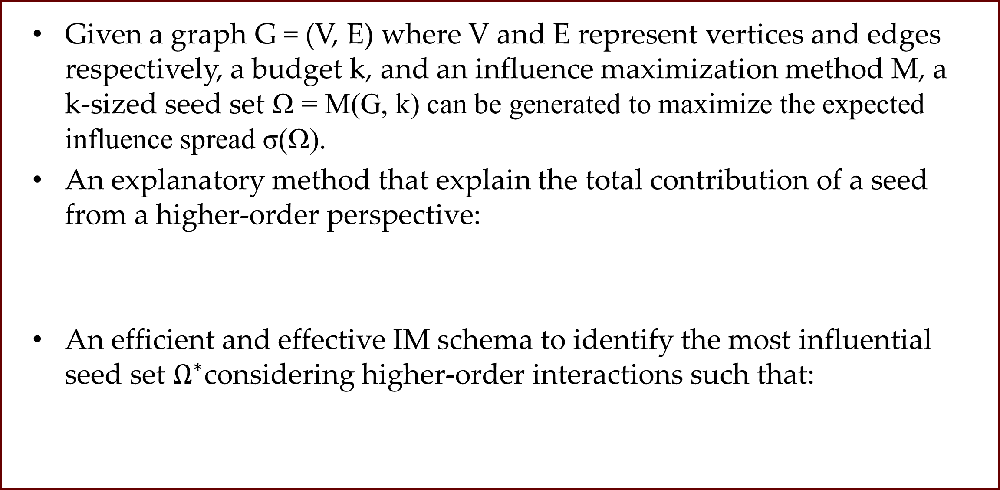 • Given a graph G = (V, E) where V and E represent vertices and edges
respectively, a budget k, and an influence maximization method M, a
k-sized seed set Ω = M(G, k) can be generated to maximize the expected
influence spread σ(Ω).
• An explanatory method that explain the total contribution of a seed
from a higher-order perspective:
• An efficient and effective IM schema to identify the most influential
seed set Ω* considering higher-order interactions such that: